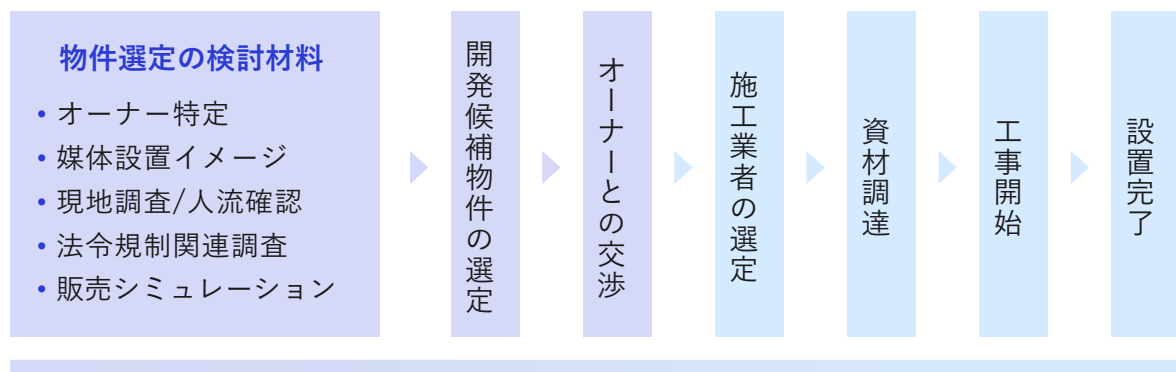 物件選定の検討材料
• オーナー特定
• 媒体設置イメージ
• 現地調査/人流確認
• 法令規制関連調査
• 販売シミュレーション
開発候補物件の選定
オーナーとの交渉
施工業者の選定
資材調達
工事開始
設置完了